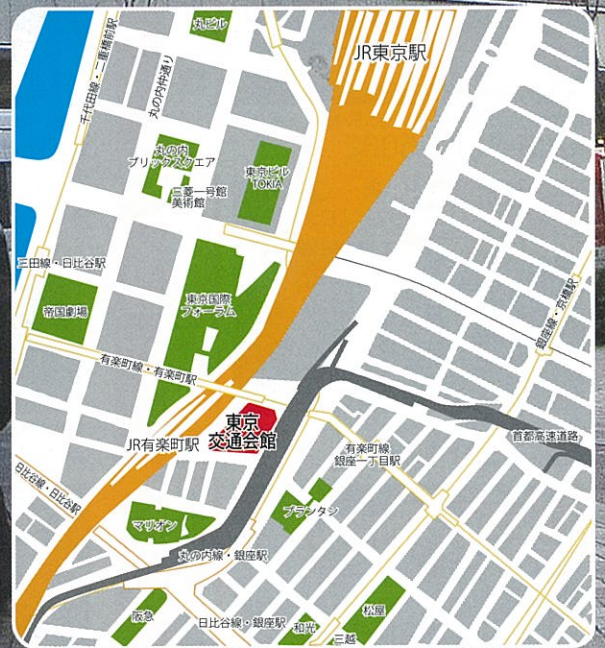 丸ビル
JR東京駅
千代田線・二重橋前駅
丸の内仲通り
丸の内
ブリックスクエア
三菱一号館
美術館
東京ビル
TOKIA
三田線・日比谷駅
帝国劇場
東京国際
フォーラム
銀座線・京橋駅
有楽町線・有楽町駅
東京
交通会館
JR有楽町駅
有楽町線
銀座一丁目駅
首都高速道路
日比谷線・日比谷駅
マリオン
プランタン
丸の内線・銀座駅
阪急
日比谷線・銀座駅
和光
三越
松屋